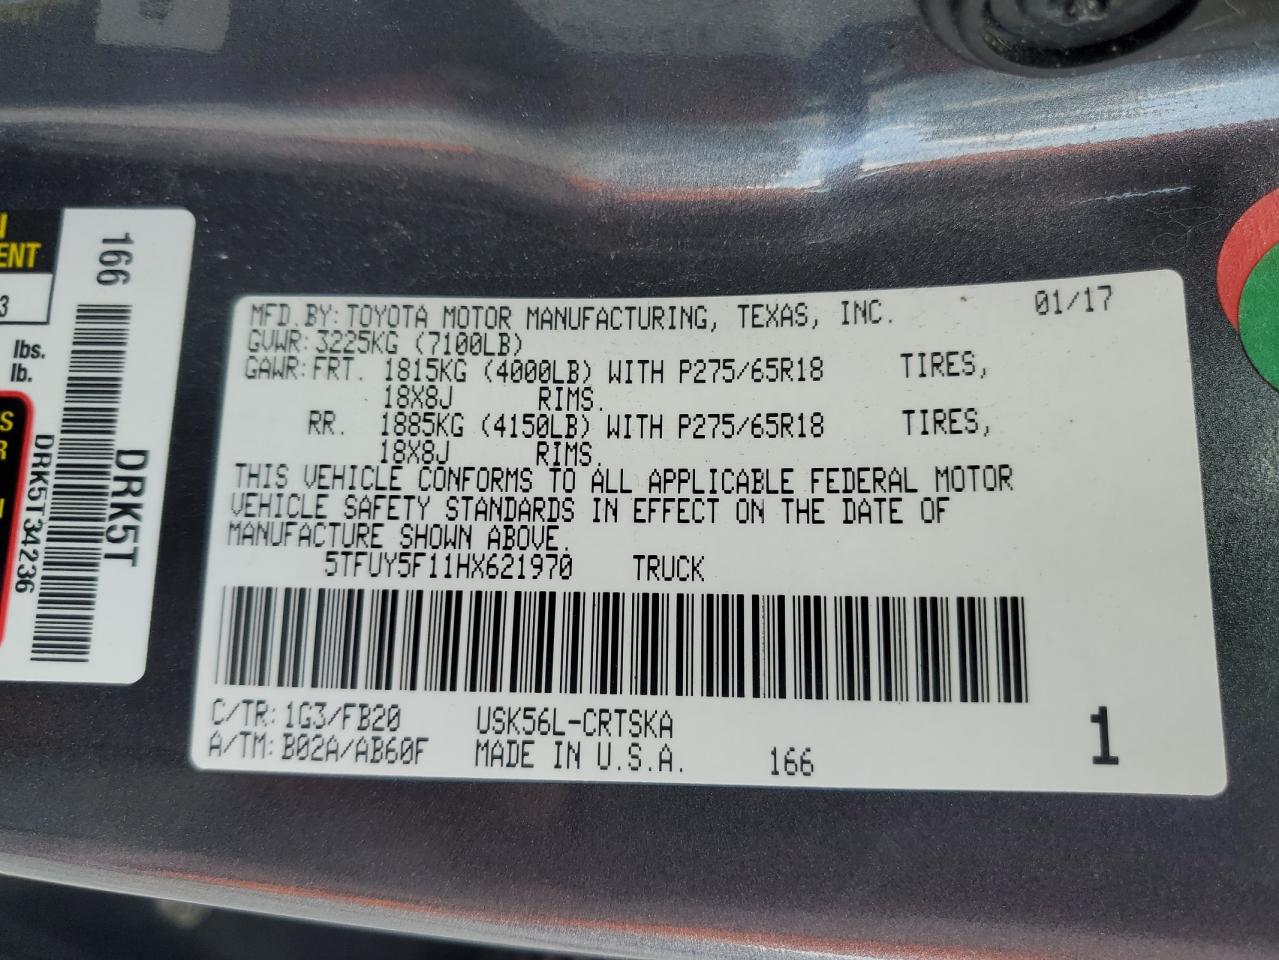 N
ENT
3
lbs.
lb.
S
R
N
166
DRK5T34236
DRK5T
MFD. BY: TOYOTA MOTOR MANUFACTURING, TEXAS, INC. 01/17
GVWR: 3225KG (7100LB)
GAWR: FRT. 1815KG (4000LB) WITH P275/65R18 TIRES,
18X8J RIMS.
RR. 1885KG (4150LB) WITH P275/65R18 TIRES,
18X8J RIMS.
THIS VEHICLE CONFORMS TO ALL APPLICABLE FEDERAL MOTOR
VEHICLE SAFETY STANDARDS IN EFFECT ON THE DATE OF
MANUFACTURE SHOWN ABOVE.
5TFUY5F11HX621970 TRUCK
C/TR: 1G3/FB20 USK56L-CRTSKA
A/TM: B02A/AB60F MADE IN U.S.A. 166 1